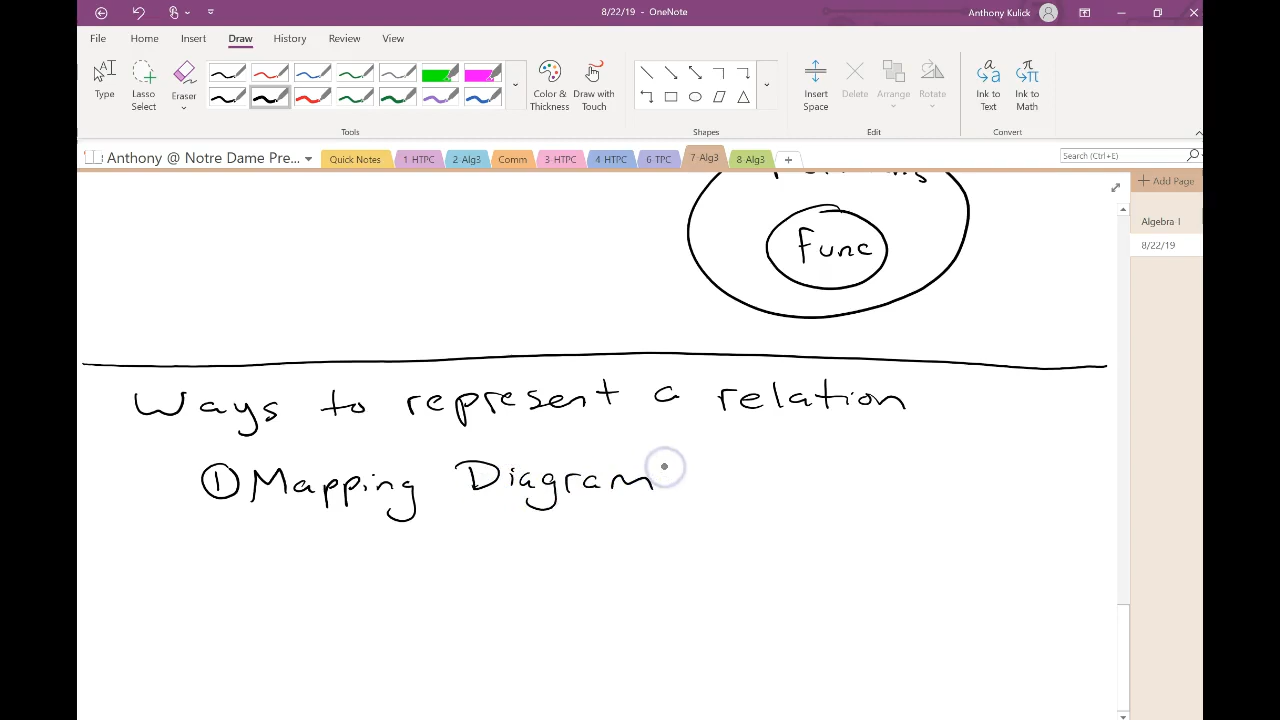 8/22/19 - OneNote
Anthony Kulick
File Home Insert Draw History Review View
Type
Lasso Select
Eraser
Color & Thickness
Draw with Touch
Insert Space
Delete
Arrange
Rotate
Ink to Text
Ink to Math
Tools
Shapes
Edit
Convert
Anthony @ Notre Dame Pre...
Quick Notes 1 HTPC 2 Alg3 Comm 3 HTPC 4 HTPC 6 TPC 7 Alg3 8 Alg3
Search (Ctrl+E)
Add Page
Algebra I
8/22/19
Func
Ways to represent a relation
① Mapping Diagram